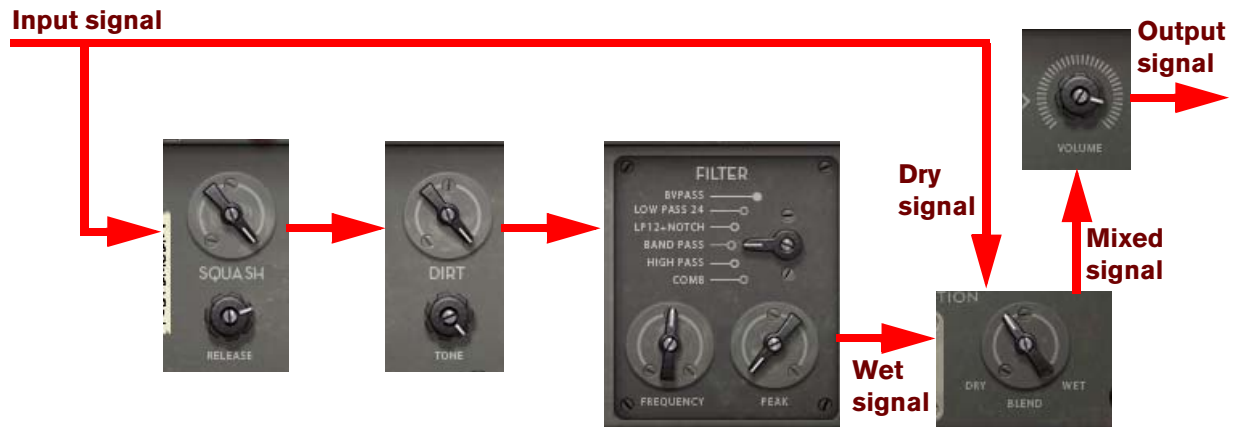 Input signal
Output
signal
VOLUME
FILTER
BYPASS
LOW PASS 24
LP12+NOTCH
BAND PASS
HIGH PASS
COMB
SQUASH
RELEASE
DIRT
TONE
FREQUENCY
PEAK
Dry
signal
Mixed
signal
Wet
signal
TION
DRY
WET
BLEND